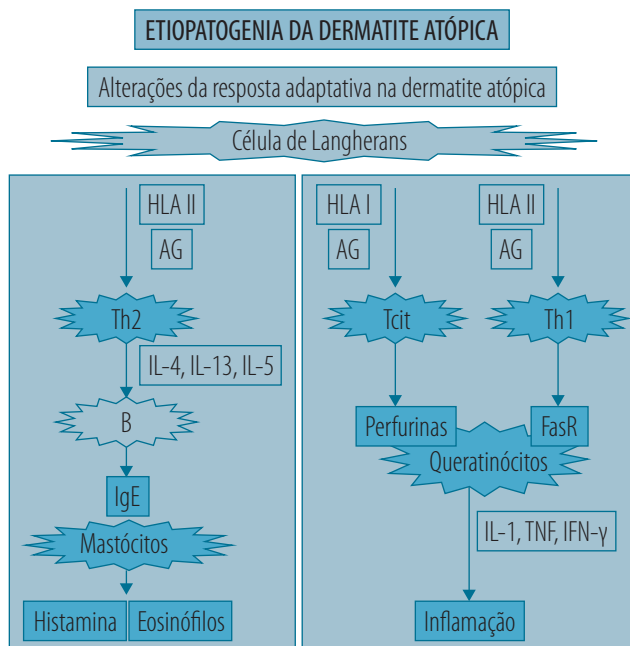 ETIOPATOGENIA DA DERMATITE ATÓPICA
Alterações da resposta adaptativa na dermatite atópica
Célula de Langherans
HLA II
AG
Th2
IL-4, IL-13, IL-5
B
IgE
Mastócitos
Histamina
Eosinófilos
HLA I
AG
Tcit
Perfurinas
HLA II
AG
Th1
FasR
Queratinócitos
IL-1, TNF, IFN-γ
Inflamação